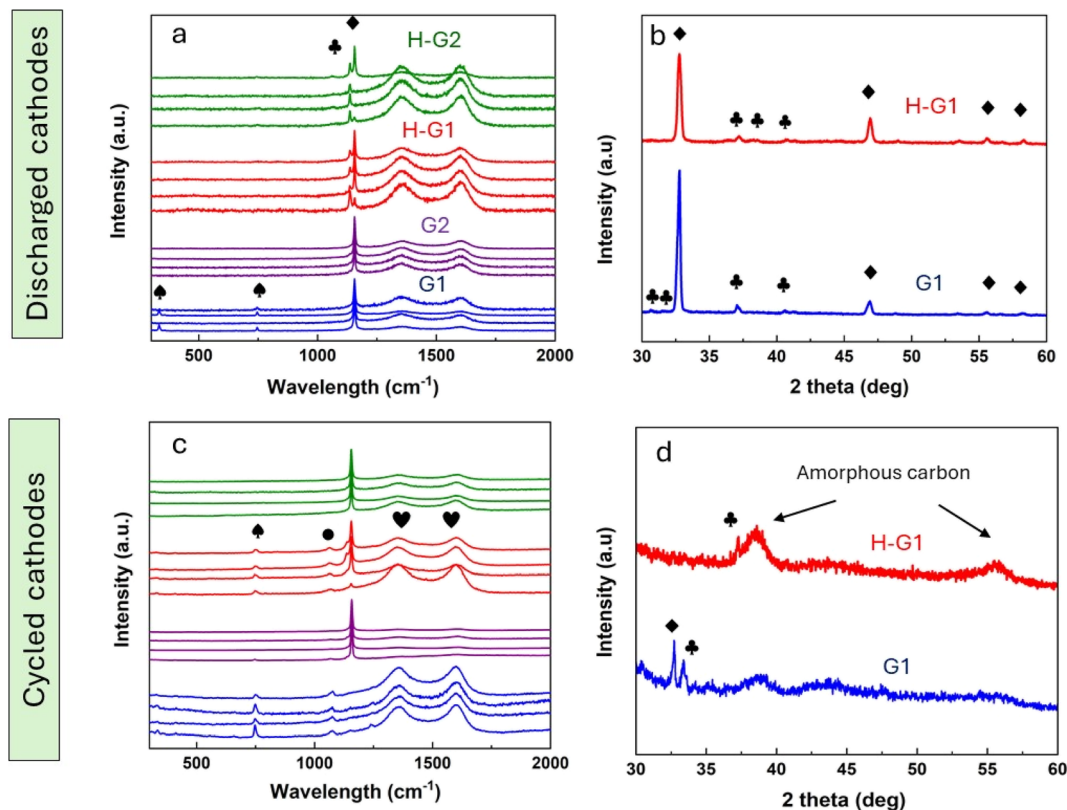 Discharged cathodes
a
♣
♦
H-G2
H-G1
G2
G1
♠
♠
Intensity (a.u.)
500
1000
1500
2000
Wavelength (cm⁻¹)
b
♦
♣ ♣ ♣
♦
♦
♦
H-G1
♣ ♣
♣
♣
♦
♦
♦
G1
Intensity (a.u)
30
35
40
45
50
55
60
2 theta (deg)
Cycled cathodes
c
♠
●
♥
♥
Intensity (a.u.)
500
1000
1500
2000
Wavelength (cm⁻¹)
d
Amorphous carbon
♣
H-G1
♦
♣
G1
Intensity (a.u)
30
35
40
45
50
55
60
2 theta (deg)